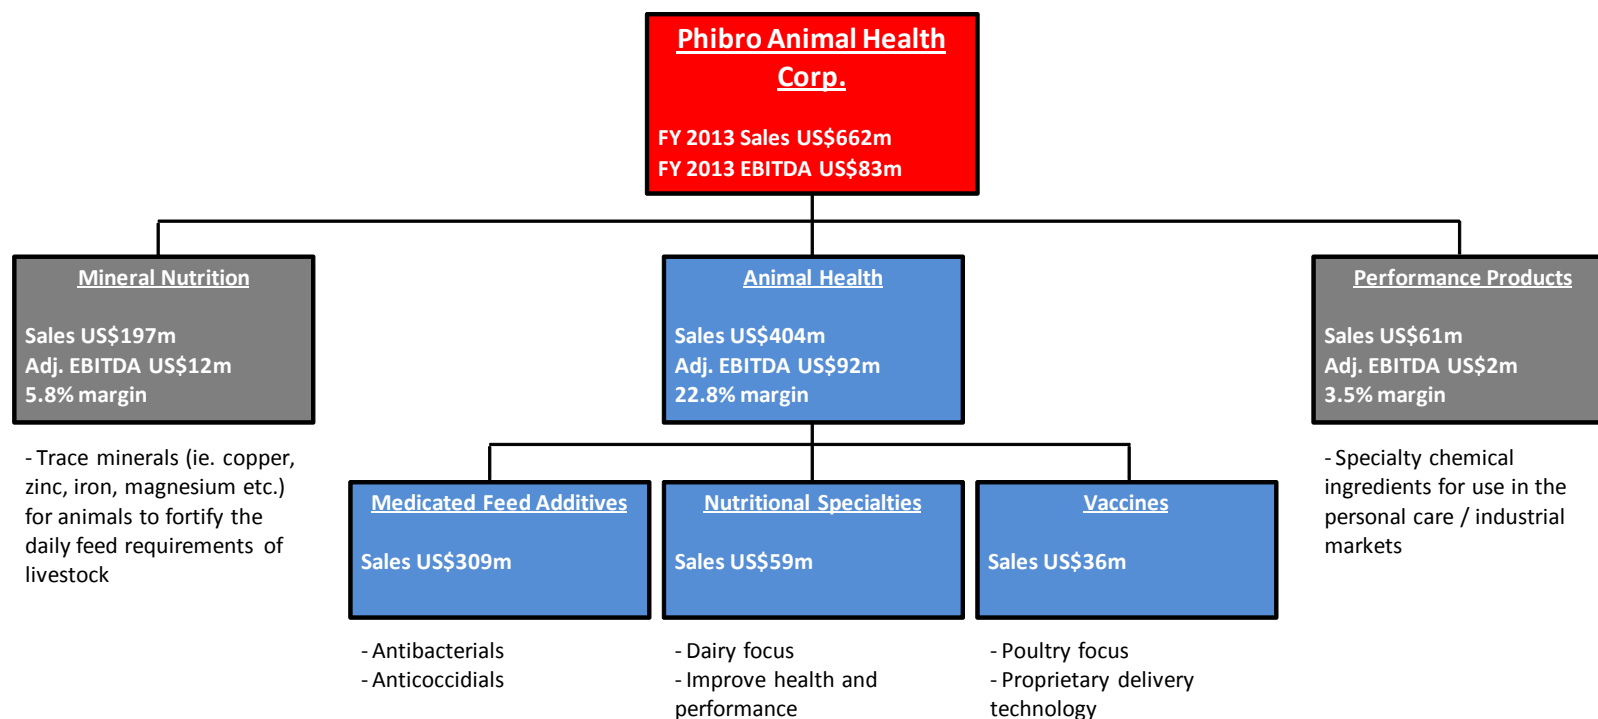 Phibro Animal Health
Corp.
FY 2013 Sales US$662m
FY 2013 EBITDA US$83m
Mineral Nutrition
Sales US$197m
Adj. EBITDA US$12m
5.8% margin
- Trace minerals (ie. copper,
zinc, iron, magnesium etc.)
for animals to fortify the
daily feed requirements of
livestock
Animal Health
Sales US$404m
Adj. EBITDA US$92m
22.8% margin
Medicated Feed Additives
Sales US$309m
- Antibacterials
- Anticoccidials
Nutritional Specialties
Sales US$59m
- Dairy focus
- Improve health and
performance
Vaccines
Sales US$36m
- Poultry focus
- Proprietary delivery
technology
Performance Products
Sales US$61m
Adj. EBITDA US$2m
3.5% margin
- Specialty chemical
ingredients for use in the
personal care / industrial
markets